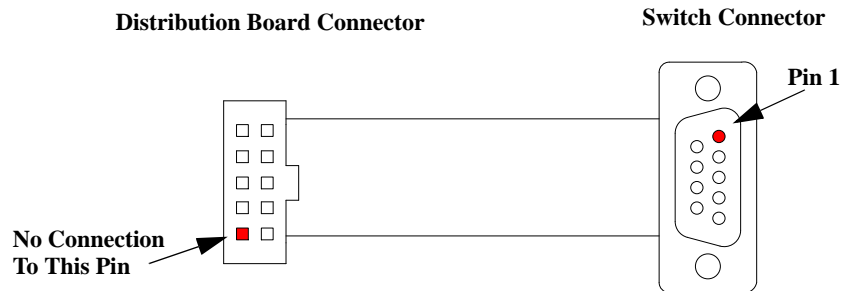 Distribution Board Connector
Switch Connector
Pin 1
No Connection
To This Pin